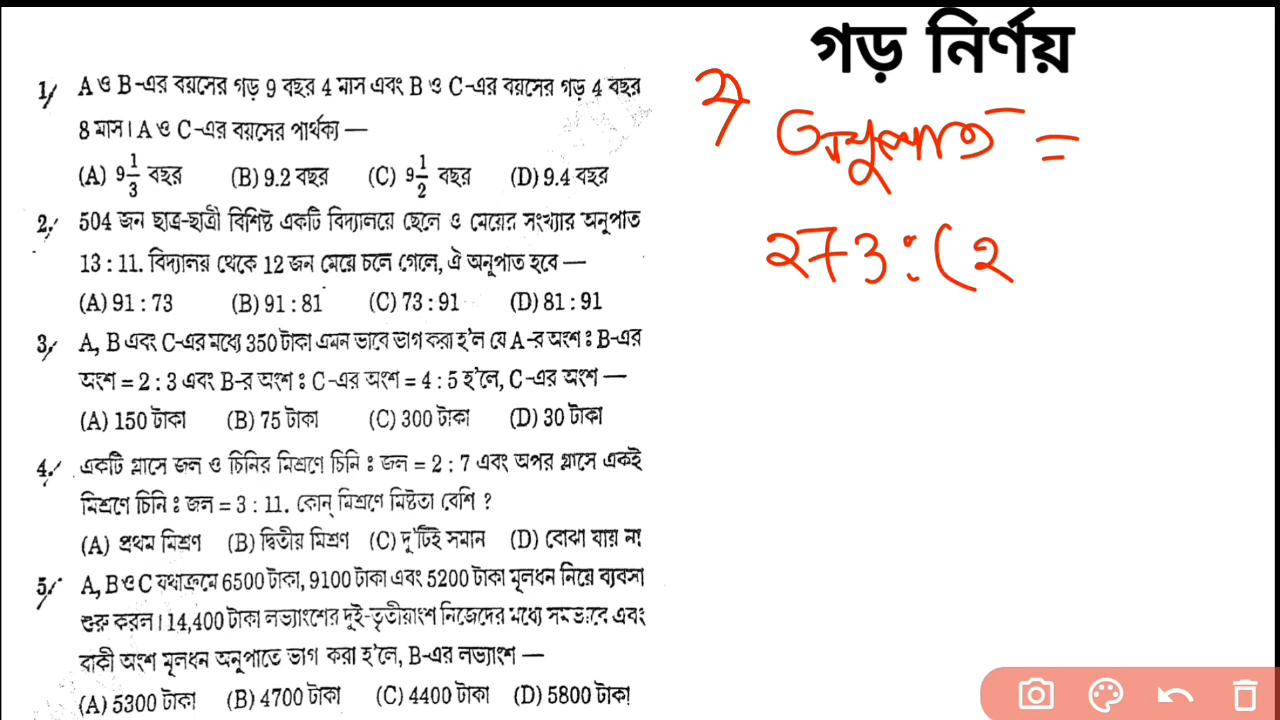 গড় নির্ণয়
1/ A ও B-এর বয়সের গড় 9 বছর 4 মাস এবং B ও C-এর বয়সের গড় 4 বছর
8 মাস। A ও C-এর বয়সের পার্থক্য —
(A) 9 1/3 বছর (B) 9.2 বছর (C) 9 1/2 বছর (D) 9.4 বছর
2/ 504 জন ছাত্র-ছাত্রী বিশিষ্ট একটি বিদ্যালয়ে ছেলে ও মেয়ের সংখ্যার অনুপাত
13 : 11. বিদ্যালয় থেকে 12 জন মেয়ে চলে গেলে, ঐ অনুপাত হবে —
(A) 91 : 73 (B) 91 : 81 (C) 73 : 91 (D) 81 : 91
3/ A, B এবং C-এর মধ্যে 350 টাকা এমন ভাবে ভাগ করা হ'ল যে A-র অংশ ঃ B-এর
অংশ = 2 : 3 এবং B-র অংশ ঃ C-এর অংশ = 4 : 5 হ'লে, C-এর অংশ —
(A) 150 টাকা (B) 75 টাকা (C) 300 টাকা (D) 30 টাকা
4/ একটি গ্লাসে জল ও চিনির মিশ্রণে চিনি ঃ জল = 2 : 7 এবং অপর গ্লাসে একই
মিশ্রণে চিনি ঃ জল = 3 : 11. কোন্ মিশ্রণে মিষ্টতা বেশি ?
(A) প্রথম মিশ্রণ (B) দ্বিতীয় মিশ্রণ (C) দু'টিই সমান (D) বোঝা যায় না
5/ A, B ও C যথাক্রমে 6500 টাকা, 9100 টাকা এবং 5200 টাকা মূলধন নিয়ে ব্যবসা
শুরু করল। 14,400 টাকা লভ্যাংশের দুই-তৃতীয়াংশ নিজেদের মধ্যে সমভাবে এবং
বাকী অংশ মূলধন অনুপাতে ভাগ করা হ'লে, B-এর লভ্যাংশ —
(A) 5300 টাকা (B) 4700 টাকা (C) 4400 টাকা (D) 5800 টাকা
২/ অনুপাত =
273 : (2